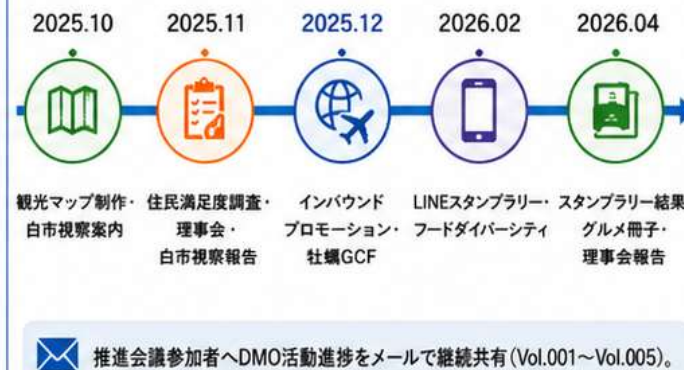 2025.10
2025.11
2025.12
2026.02
2026.04
観光マップ制作・
白市視察案内
住民満足度調査・
理事会・
白市視察報告
インバウンド
プロモーション・
牡蠣GCF
LINEスタンプラリー・
フードダイバーシティ
スタンプラリー結果
グルメ冊子・
理事会報告
推進会議参加者へDMO活動進捗をメールで継続共有(Vol.001～Vol.005)。